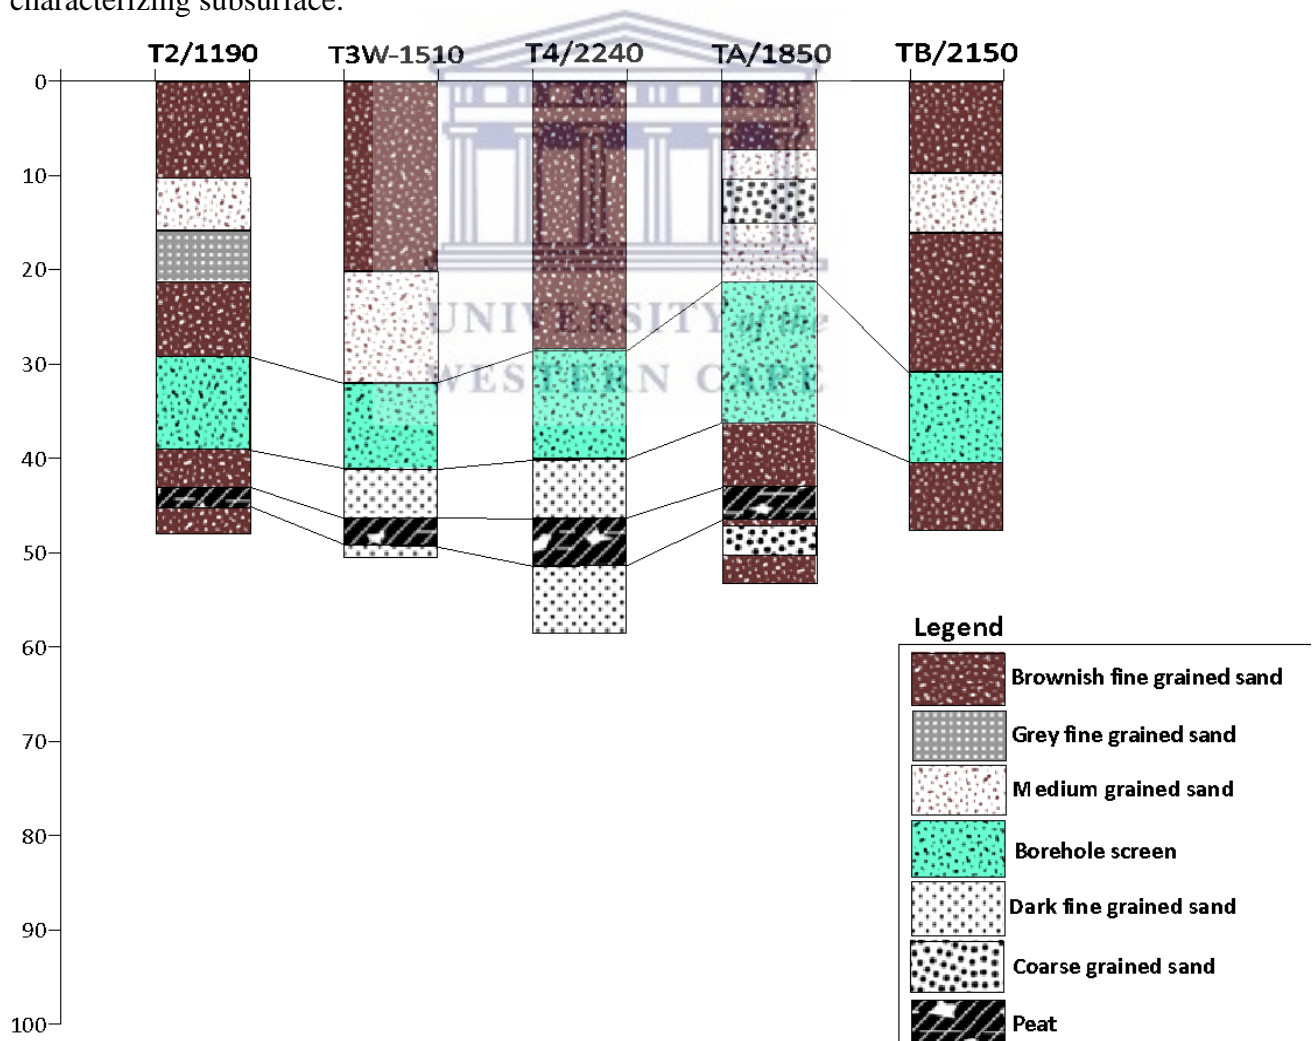 characterizing subsurface.
T2/1190 T3W-1510 T4/2240 TA/1850 TB/2150
0
10
20
30
40
50
60
70
80
90
100
UNIVERSITY of the
WESTERN CAPE
Legend
Brownish fine grained sand
Grey fine grained sand
Medium grained sand
Borehole screen
Dark fine grained sand
Coarse grained sand
Peat